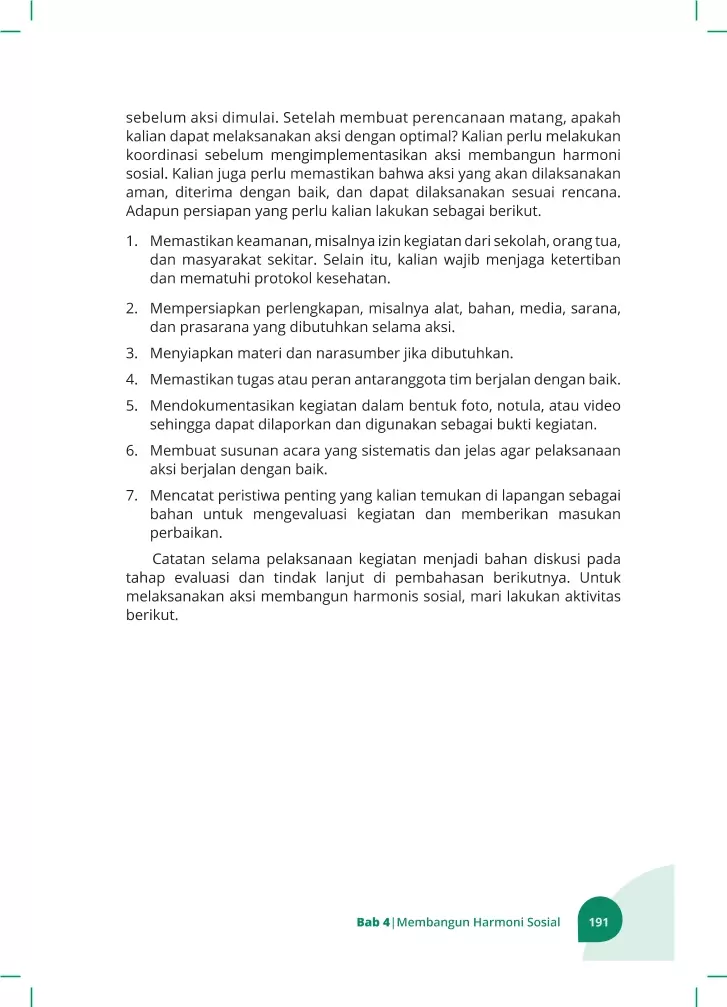 sebelum aksi dimulai. Setelah membuat perencanaan matang, apakah
kalian dapat melaksanakan aksi dengan optimal? Kalian perlu melakukan
koordinasi sebelum mengimplementasikan aksi membangun harmoni
sosial. Kalian juga perlu memastikan bahwa aksi yang akan dilaksanakan
aman, diterima dengan baik, dan dapat dilaksanakan sesuai rencana.
Adapun persiapan yang perlu kalian lakukan sebagai berikut.
1. Memastikan keamanan, misalnya izin kegiatan dari sekolah, orang tua,
dan masyarakat sekitar. Selain itu, kalian wajib menjaga ketertiban
dan mematuhi protokol kesehatan.
2. Mempersiapkan perlengkapan, misalnya alat, bahan, media, sarana,
dan prasarana yang dibutuhkan selama aksi.
3. Menyiapkan materi dan narasumber jika dibutuhkan.
4. Memastikan tugas atau peran antaranggota tim berjalan dengan baik.
5. Mendokumentasikan kegiatan dalam bentuk foto, notula, atau video
sehingga dapat dilaporkan dan digunakan sebagai bukti kegiatan.
6. Membuat susunan acara yang sistematis dan jelas agar pelaksanaan
aksi berjalan dengan baik.
7. Mencatat peristiwa penting yang kalian temukan di lapangan sebagai
bahan untuk mengevaluasi kegiatan dan memberikan masukan
perbaikan.
Catatan selama pelaksanaan kegiatan menjadi bahan diskusi pada
tahap evaluasi dan tindak lanjut di pembahasan berikutnya. Untuk
melaksanakan aksi membangun harmonis sosial, mari lakukan aktivitas
berikut.
Bab 4|Membangun Harmoni Sosial 191